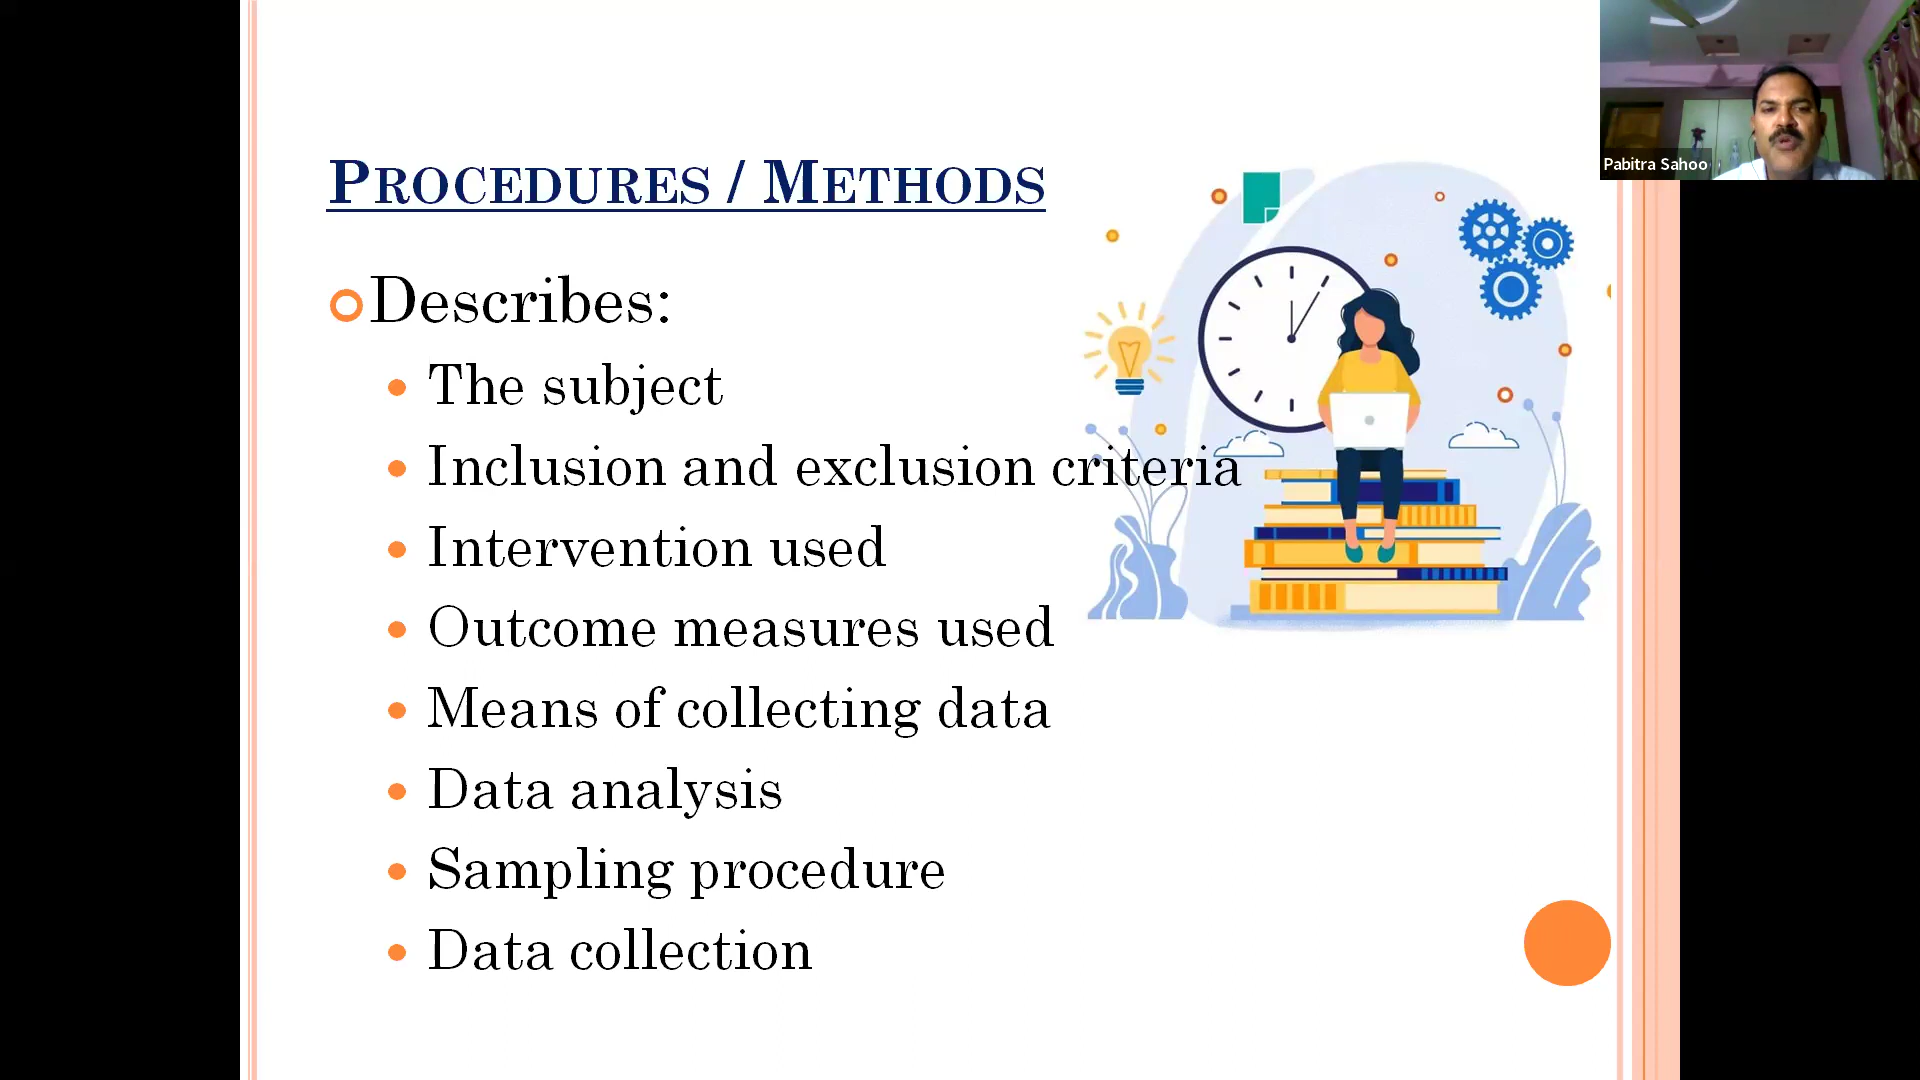 PROCEDURES / METHODS
Describes:
The subject
Inclusion and exclusion criteria
Intervention used
Outcome measures used
Means of collecting data
Data analysis
Sampling procedure
Data collection
Pabitra Sahoo